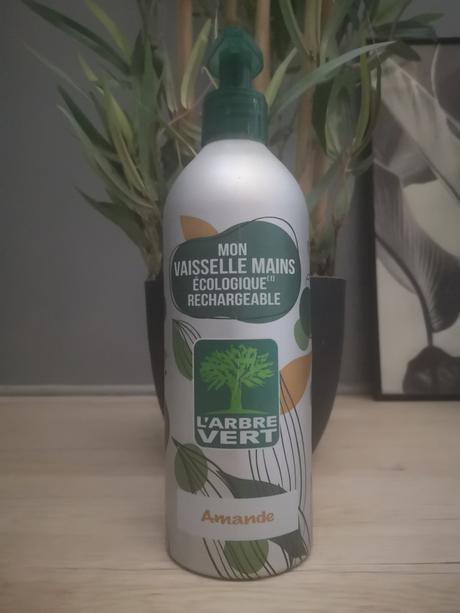 MON
VAISSELLE MAINS
ÉCOLOGIQUE(1)
RECHARGEABLE
L'ARBRE
VERT
Amande